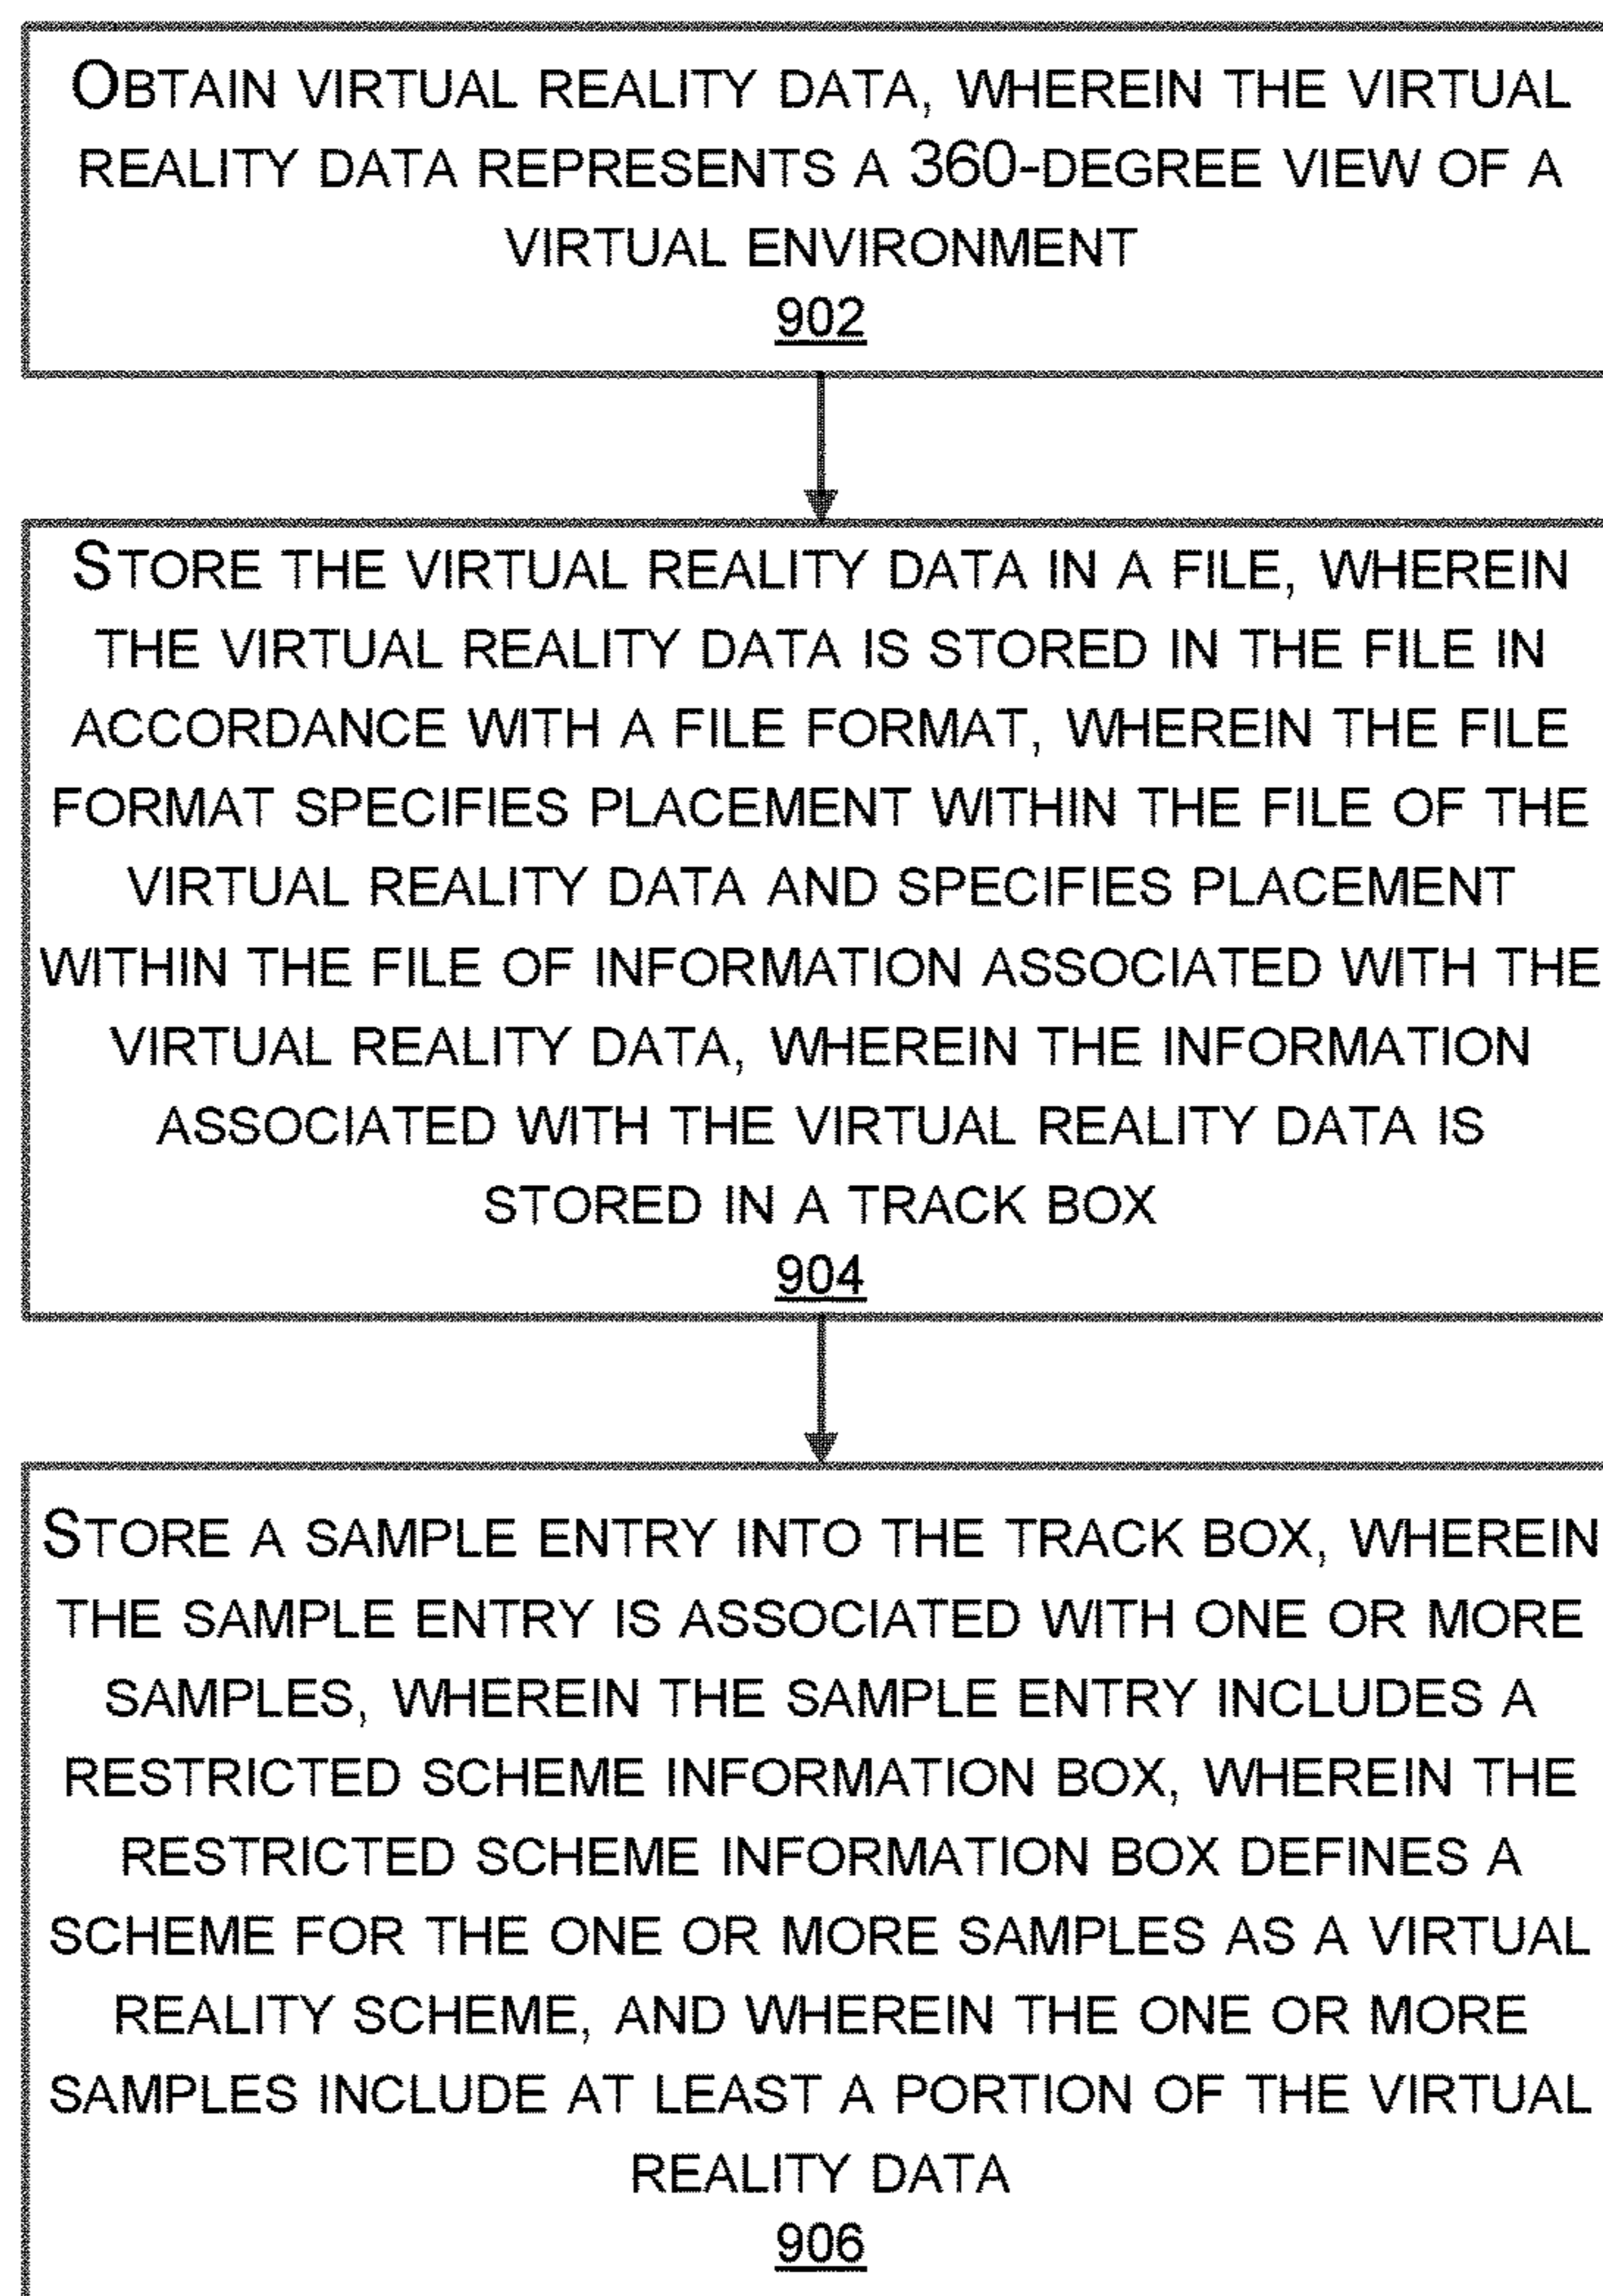 OBTAIN VIRTUAL REALITY DATA, WHEREIN THE VIRTUAL
REALITY DATA REPRESENTS A 360-DEGREE VIEW OF A
VIRTUAL ENVIRONMENT
902
STORE THE VIRTUAL REALITY DATA IN A FILE, WHEREIN
THE VIRTUAL REALITY DATA IS STORED IN THE FILE IN
ACCORDANCE WITH A FILE FORMAT, WHEREIN THE FILE
FORMAT SPECIFIES PLACEMENT WITHIN THE FILE OF THE
VIRTUAL REALITY DATA AND SPECIFIES PLACEMENT
WITHIN THE FILE OF INFORMATION ASSOCIATED WITH THE
VIRTUAL REALITY DATA, WHEREIN THE INFORMATION
ASSOCIATED WITH THE VIRTUAL REALITY DATA IS
STORED IN A TRACK BOX
904
STORE A SAMPLE ENTRY INTO THE TRACK BOX, WHEREIN
THE SAMPLE ENTRY IS ASSOCIATED WITH ONE OR MORE
SAMPLES, WHEREIN THE SAMPLE ENTRY INCLUDES A
RESTRICTED SCHEME INFORMATION BOX, WHEREIN THE
RESTRICTED SCHEME INFORMATION BOX DEFINES A
SCHEME FOR THE ONE OR MORE SAMPLES AS A VIRTUAL
REALITY SCHEME, AND WHEREIN THE ONE OR MORE
SAMPLES INCLUDE AT LEAST A PORTION OF THE VIRTUAL
REALITY DATA
906